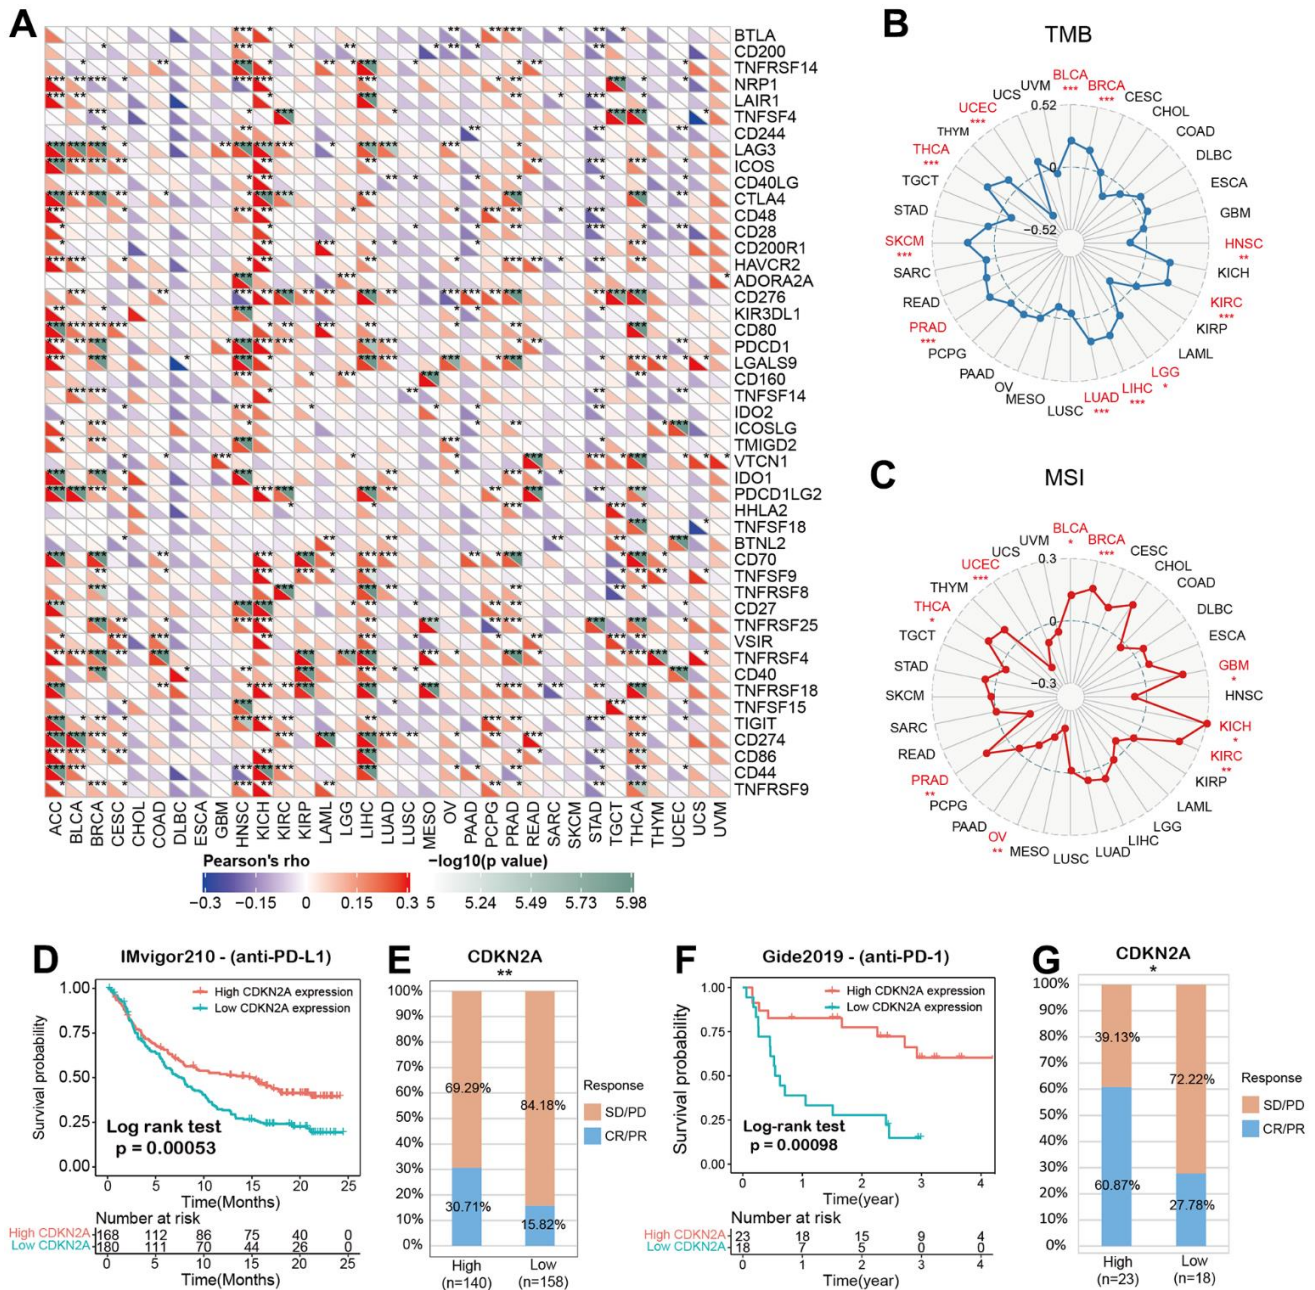 A
BTLA
CD200
TNFRSF14
NRP1
LAIR1
TNFSF4
CD244
LAG3
ICOS
CD40LG
CTLA4
CD48
CD28
CD200R1
HAVCR2
ADORA2A
CD276
KIR3DL1
CD80
PDCD1
LGALS9
CD160
TNFSF14
IDO2
ICOSLG
TMIGD2
VTCN1
IDO1
PDCD1LG2
HHLA2
TNFSF18
BTNL2
CD70
TNFSF9
TNFRSF8
CD27
TNFRSF25
VSIR
TNFRSF4
CD40
TNFRSF18
TNFSF15
TIGIT
CD274
CD86
CD44
TNFRSF9
ACC BLCA BRCA CESC CHOL COAD DLBC ESCA GBM HNSC KICH KIRC KIRP LAML LGG LIHC LUAD LUSC MESO OV PAAD PCPG PRAD READ SARC SKCM STAD TGCT THCA THYM UCEC UCS UVM
Pearson's rho
−0.3 −0.15 0 0.15 0.3
−log10(p value)
5 5.24 5.49 5.73 5.98
B
TMB
BLCA
***
BRCA
***
CESC
CHOL
COAD
DLBC
ESCA
GBM
HNSC
**
KICH
KIRC
***
KIRP
LAML
LGG
*
LIHC
***
LUAD
***
LUSC
MESO
OV
PAAD
PCPG
PRAD
***
READ
SARC
SKCM
***
STAD
TGCT
THCA
***
THYM
UCEC
***
UCS
UVM
0.52
0
−0.52
C
MSI
BLCA
*
BRCA
***
CESC
CHOL
COAD
DLBC
ESCA
GBM
*
HNSC
KICH
*
KIRC
**
KIRP
LAML
LGG
LIHC
LUAD
LUSC
MESO
OV
**
PAAD
PCPG
PRAD
**
READ
SARC
SKCM
STAD
TGCT
THCA
*
THYM
UCEC
***
UCS
UVM
0.3
0
−0.3
D
IMvigor210 - (anti-PD-L1)
High CDKN2A expression
Low CDKN2A expression
Survival probability
1.00
0.75
0.50
0.25
0.00
Log rank test
p = 0.00053
0 5 10 15 20 25
Time(Months)
Number at risk
High CDKN2A 168 112 86 75 40 0
Low CDKN2A 180 111 70 44 26 0
0 5 10 15 20 25
Time(Months)
E
CDKN2A
**
100%
90%
80%
70%
60%
50%
40%
30%
20%
10%
0%
69.29%
84.18%
30.71%
15.82%
High
(n=140)
Low
(n=158)
Response
SD/PD
CR/PR
F
Gide2019 - (anti-PD-1)
High CDKN2A expression
Low CDKN2A expression
Survival probability
1.00
0.75
0.50
0.25
0.00
Log-rank test
p = 0.00098
0 1 2 3 4
Time(year)
Number at risk
High CDKN2A 23 18 15 9 4
Low CDKN2A 18 7 5 0 0
0 1 2 3 4
Time(year)
G
CDKN2A
*
100%
90%
80%
70%
60%
50%
40%
30%
20%
10%
0%
39.13%
72.22%
60.87%
27.78%
High
(n=23)
Low
(n=18)
Response
SD/PD
CR/PR